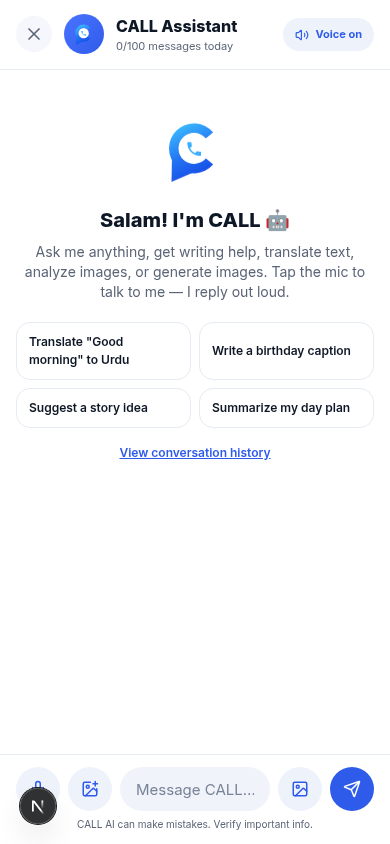 CALL Assistant
0/100 messages today
Voice on
Salam! I'm CALL 🤖
Ask me anything, get writing help, translate text,
analyze images, or generate images. Tap the mic to
talk to me — I reply out loud.
Translate "Good
morning" to Urdu
Write a birthday caption
Suggest a story idea
Summarize my day plan
View conversation history
Message CALL...
N
CALL AI can make mistakes. Verify important info.